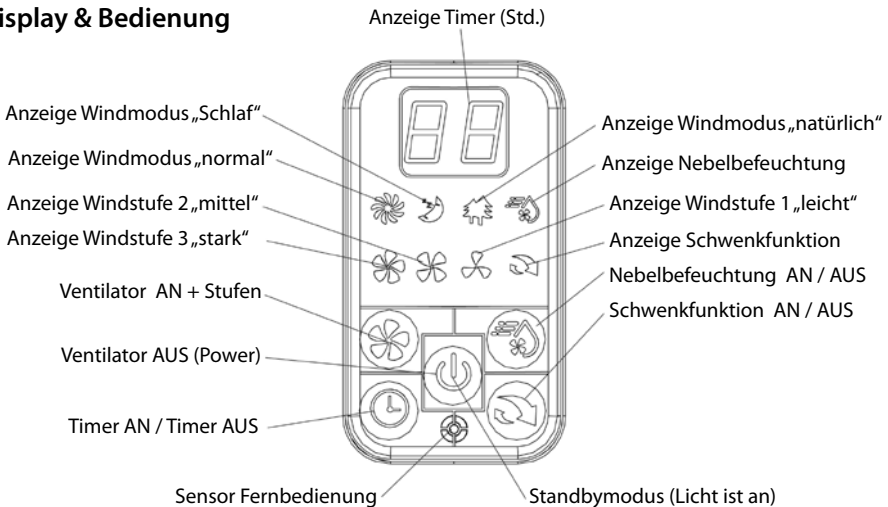 isplay & Bedienung
Anzeige Timer (Std.)
Anzeige Windmodus „Schlaf“
Anzeige Windmodus „normal“
Anzeige Windstufe 2 „mittel“
Anzeige Windstufe 3 „stark“
Ventilator AN + Stufen
Ventilator AUS (Power)
Timer AN / Timer AUS
Sensor Fernbedienung
Anzeige Windmodus „natürlich“
Anzeige Nebelbefeuchtung
Anzeige Windstufe 1 „leicht“
Anzeige Schwenkfunktion
Nebelbefeuchtung AN / AUS
Schwenkfunktion AN / AUS
Standbymodus (Licht ist an)
88